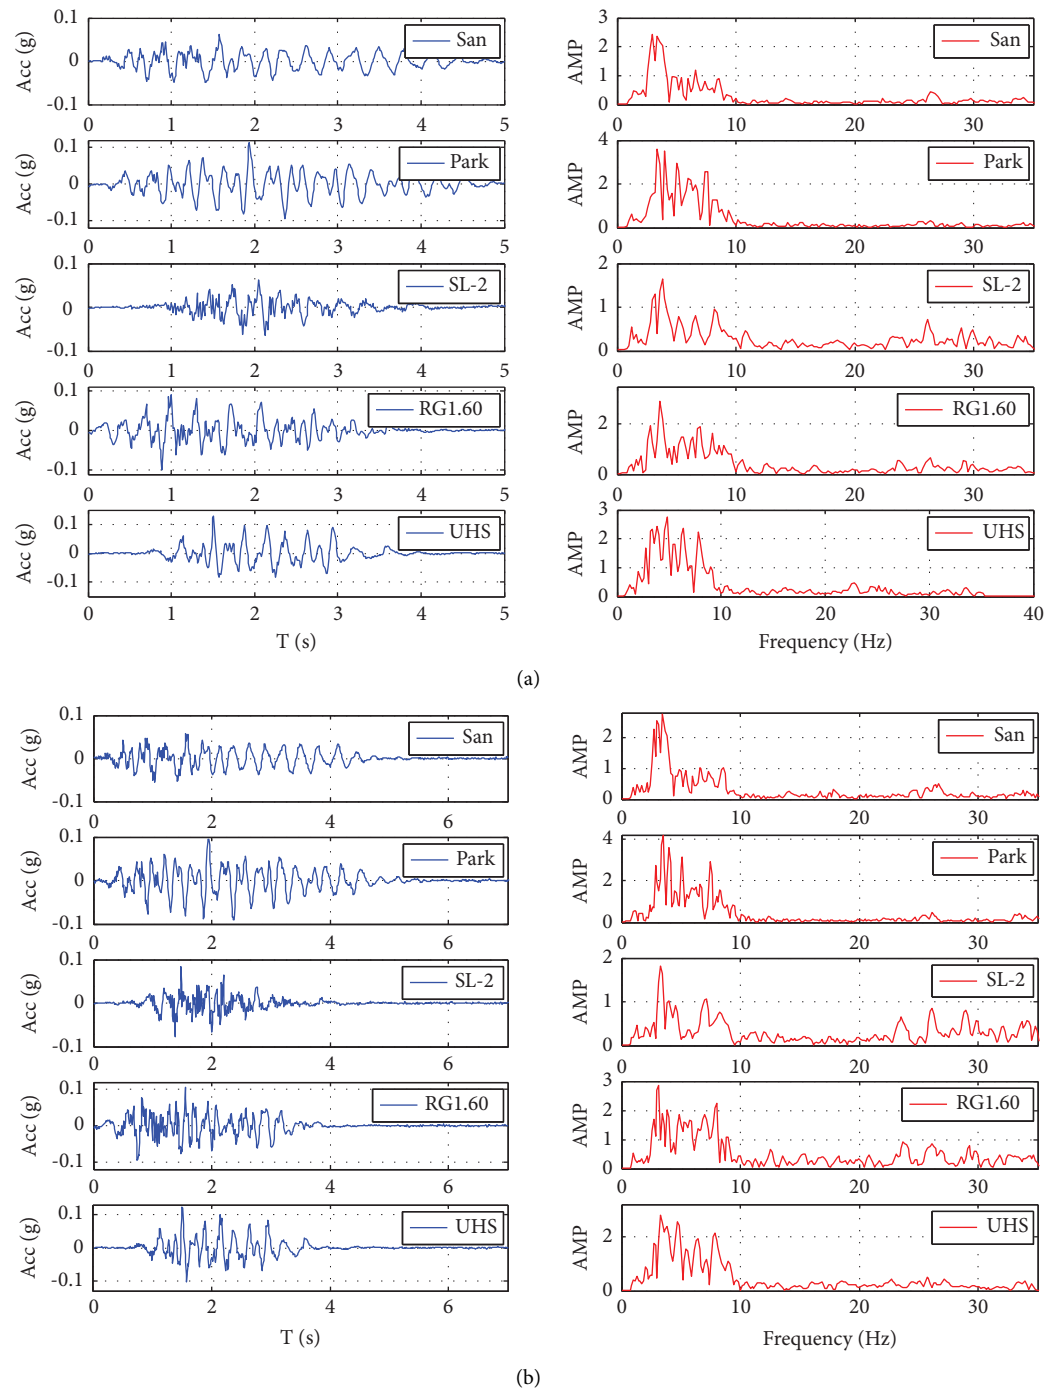 0.1
0
-0.1
Acc (g)
San
0 1 2 3 4 5
3
2
1
0
AMP
San
0 10 20 30
0.1
0
-0.1
Acc (g)
Park
0 1 2 3 4 5
4
2
0
AMP
Park
0 10 20 30
0.1
0
-0.1
Acc (g)
SL-2
0 1 2 3 4 5
2
1
0
AMP
SL-2
0 10 20 30
0.1
0
-0.1
Acc (g)
RG1.60
0 1 2 3 4 5
2
0
AMP
RG1.60
0 10 20 30
0.1
0
-0.1
Acc (g)
UHS
0 1 2 3 4 5
T (s)
3
2
1
0
AMP
UHS
0 10 20 30 40
Frequency (Hz)
(a)
0.1
0
-0.1
Acc (g)
San
0 2 4 6
2
1
0
AMP
San
0 10 20 30
0.1
0
-0.1
Acc (g)
Park
0 2 4 6
4
2
0
AMP
Park
0 10 20 30
0.1
0
-0.1
Acc (g)
SL-2
0 2 4 6
2
1
0
AMP
SL-2
0 10 20 30
0.1
0
-0.1
Acc (g)
RG1.60
0 2 4 6
3
2
1
0
AMP
RG1.60
0 10 20 30
0.1
0
-0.1
Acc (g)
UHS
0 2 4 6
T (s)
2
0
AMP
UHS
0 10 20 30
Frequency (Hz)
(b)